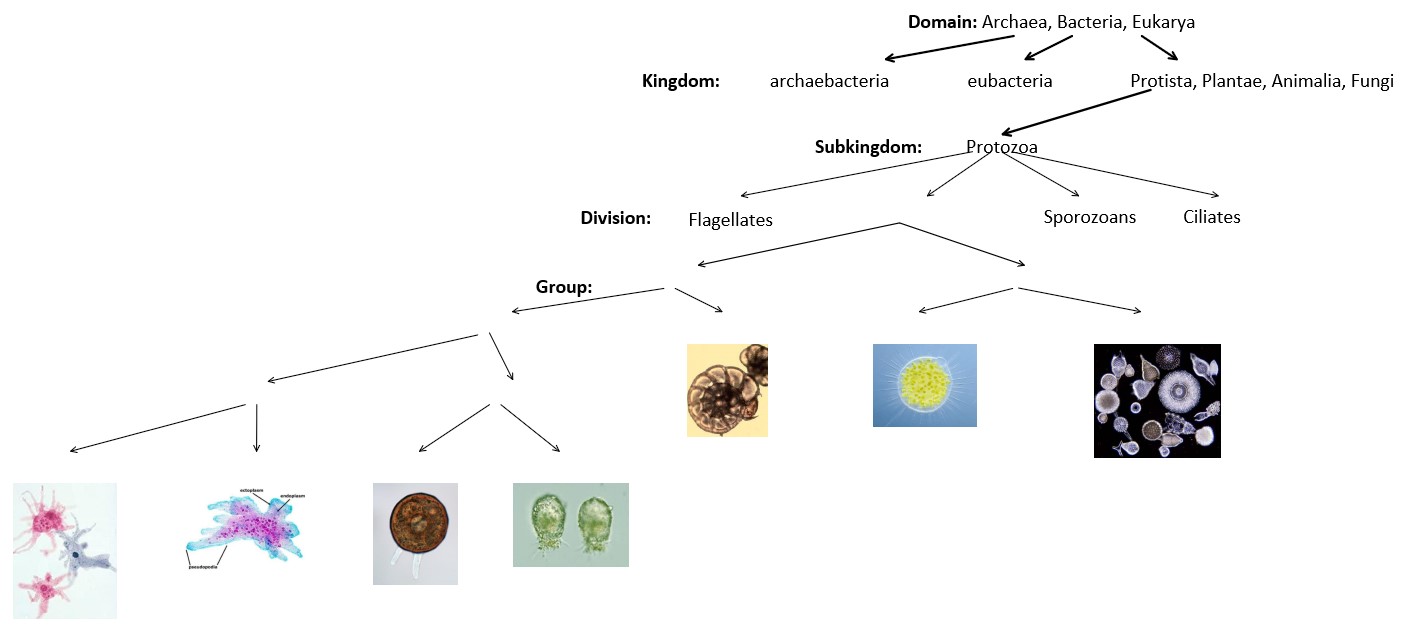 Domain: Archaea, Bacteria, Eukarya
Kingdom: archaebacteria eubacteria Protista, Plantae, Animalia, Fungi
Subkingdom: Protozoa
Division: Flagellates Sporozoans Ciliates
Group:
ectoplasm
endoplasm
pseudopodia